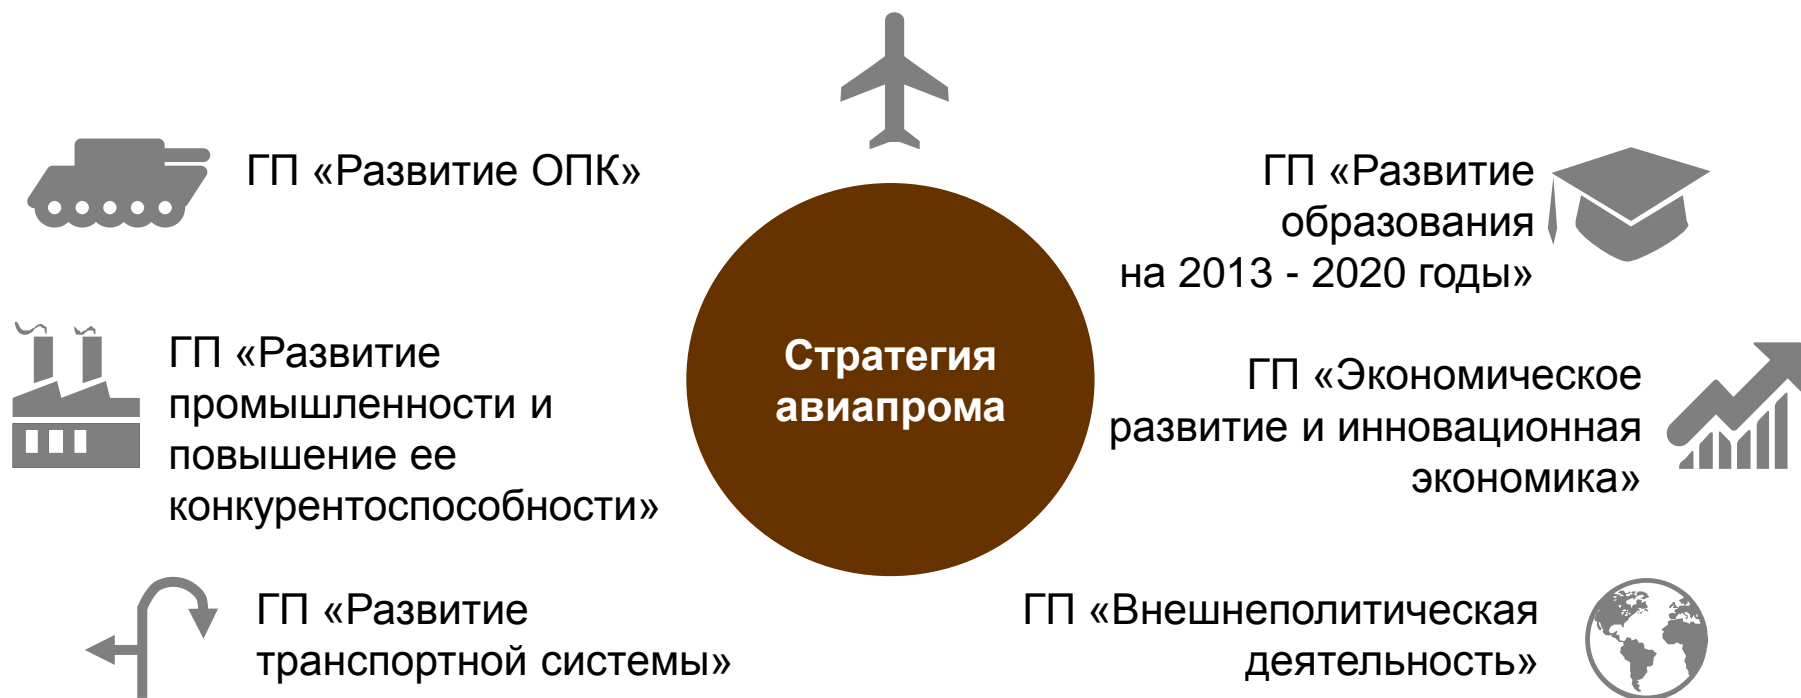 ГП «Развитие ОПК»
ГП «Развитие
промышленности и
повышение ее
конкурентоспособности»
ГП «Развитие
транспортной системы»
Стратегия
авиапрома
ГП «Развитие
образования
на 2013 - 2020 годы»
ГП «Экономическое
развитие и инновационная
экономика»
ГП «Внешнеполитическая
деятельность»